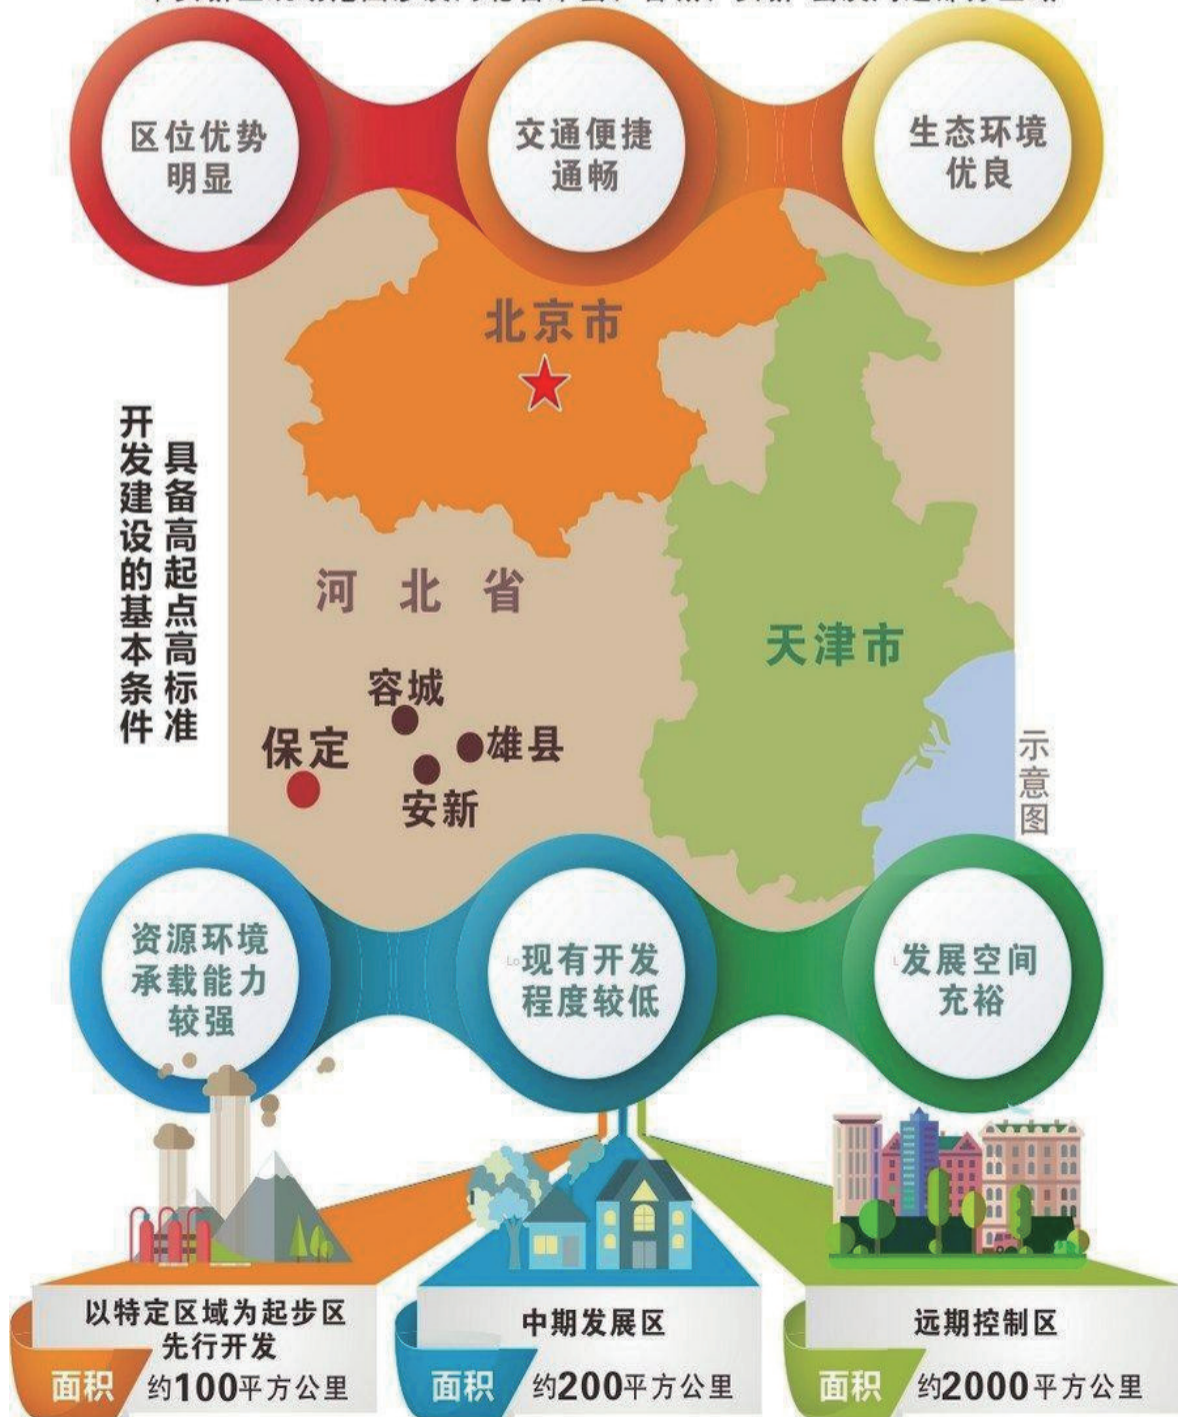 区位优势
明显
交通便捷
通畅
生态环境
优良
北京市
具备高起点高标准
开发建设的基本条件
河北省
天津市
容城
保定
雄县
安新
示意图
资源环境
承载能力
较强
现有开发
程度较低
发展空间
充裕
以特定区域为起步区
先行开发
面积 约100平方公里
中期发展区
面积 约200平方公里
远期控制区
面积 约2000平方公里